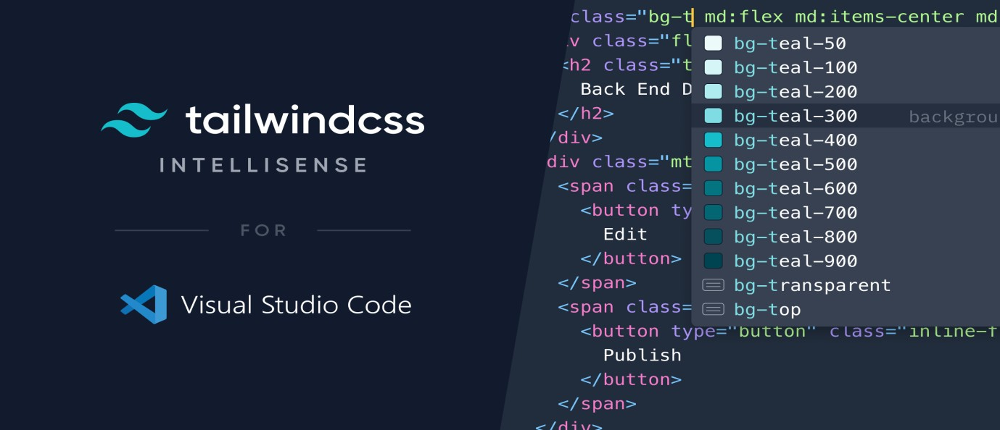 tailwindcss
INTELLISENSE
FOR
Visual Studio Code
class="bg-t md:flex md:items-center md
v class="fl
<h2 class="t
Back End D
</h2>
/div>
div class="mt
<span class=
<button ty
Edit
</button>
</span>
<span class=
<button type="button" class="inline-f
Publish
</button>
</span>
</div>
bg-teal-50
bg-teal-100
bg-teal-200
bg-teal-300 backgrou
bg-teal-400
bg-teal-500
bg-teal-600
bg-teal-700
bg-teal-800
bg-teal-900
bg-transparent
bg-top